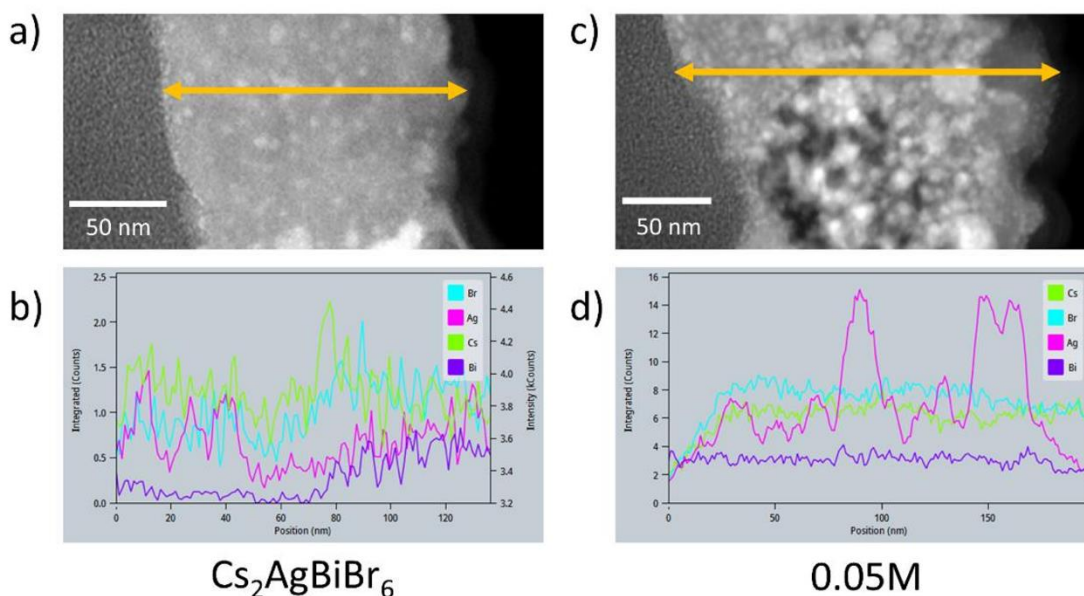 a)
50 nm
c)
50 nm
b)
2.5
2.0
1.5
1.0
0.5
0.0
Integrated (Counts)
0
20
40
60
80
100
120
Position (nm)
4.6
4.4
4.2
4.0
3.8
3.6
3.4
3.2
Intensity (kCounts)
Br
Ag
Cs
Bi
d)
16
14
12
10
8
6
4
2
0
Integrated (Counts)
0
50
100
150
Position (nm)
Cs
Br
Ag
Bi
Cs₂AgBiBr₆
0.05M